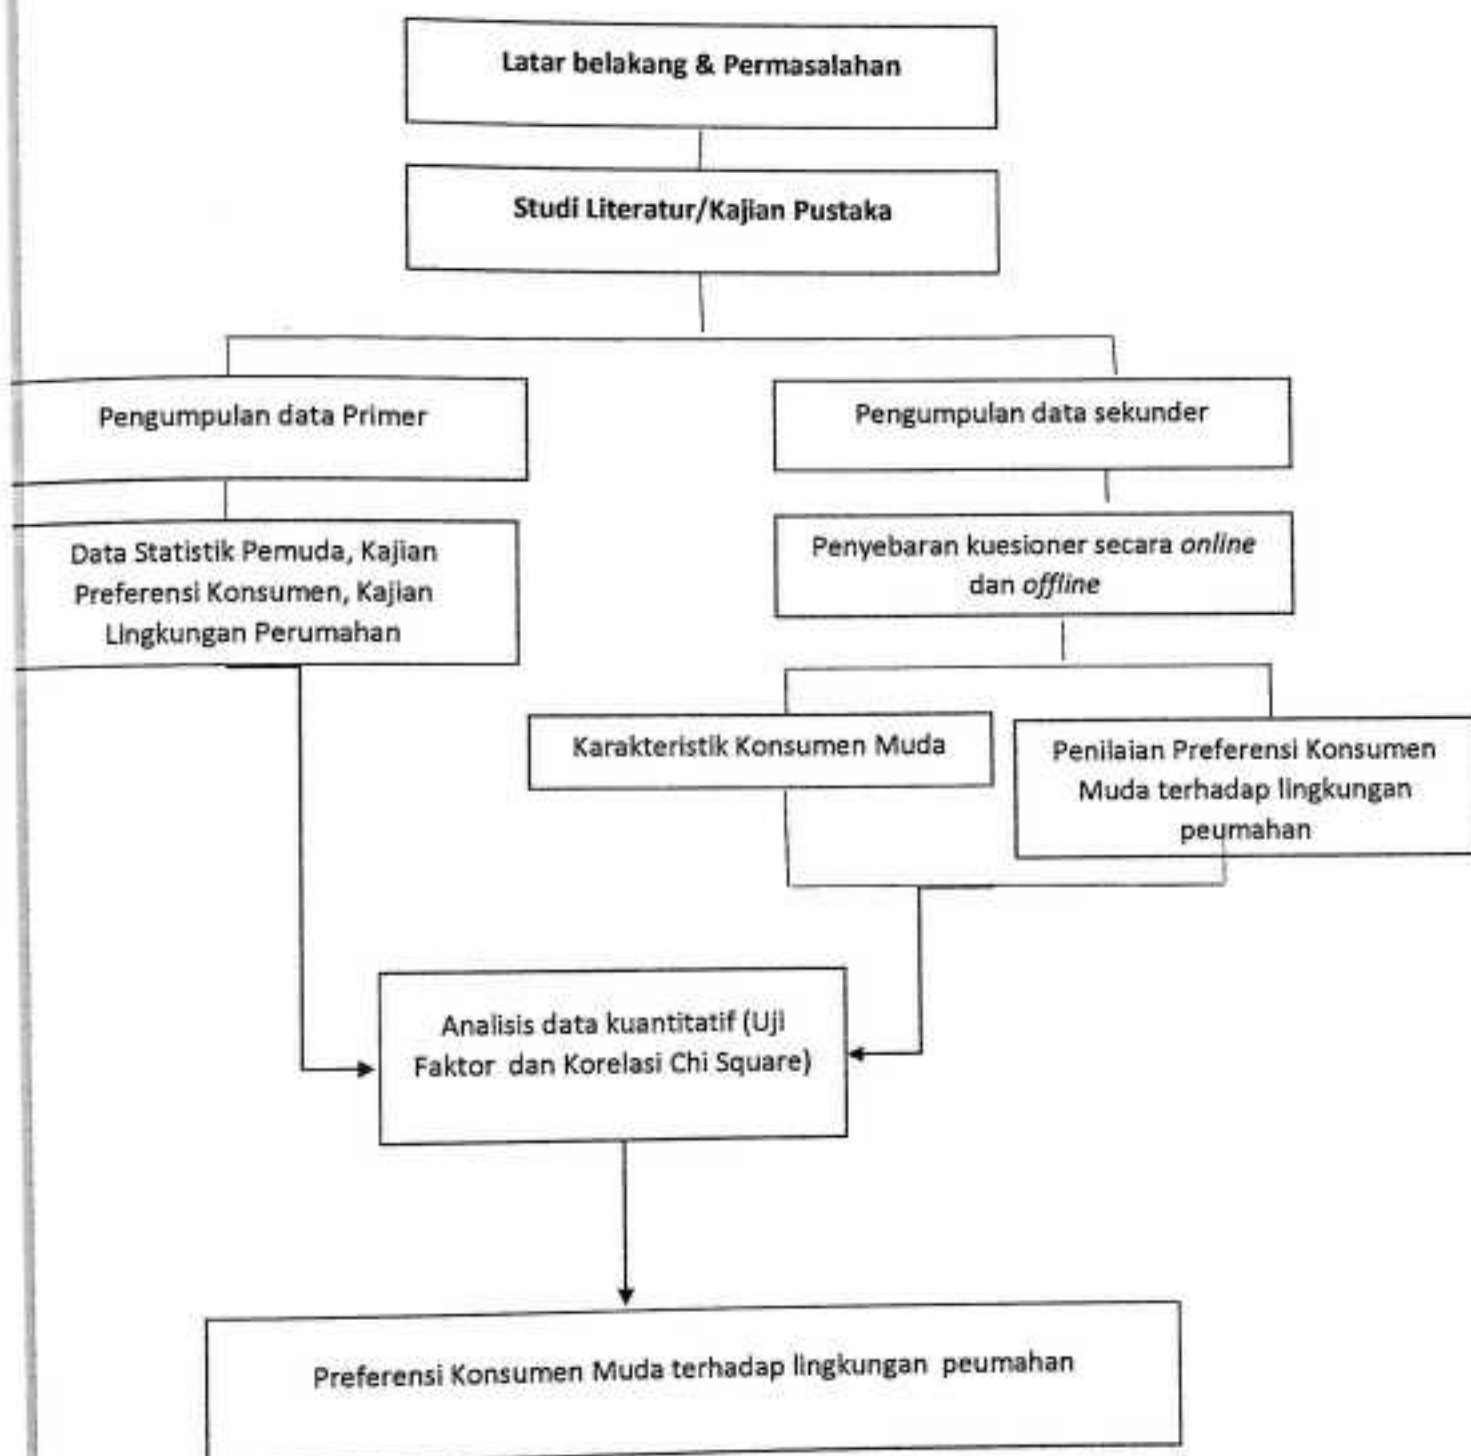 Latar belakang & Permasalahan
Studi Literatur/Kajian Pustaka
Pengumpulan data Primer
Pengumpulan data sekunder
Data Statistik Pemuda, Kajian
Preferensi Konsumen, Kajian
Lingkungan Perumahan
Penyebaran kuesioner secara online
dan offline
Karakteristik Konsumen Muda
Penilaian Preferensi Konsumen
Muda terhadap lingkungan
peumahan
Analisis data kuantitatif (Uji
Faktor dan Korelasi Chi Square)
Preferensi Konsumen Muda terhadap lingkungan peumahan